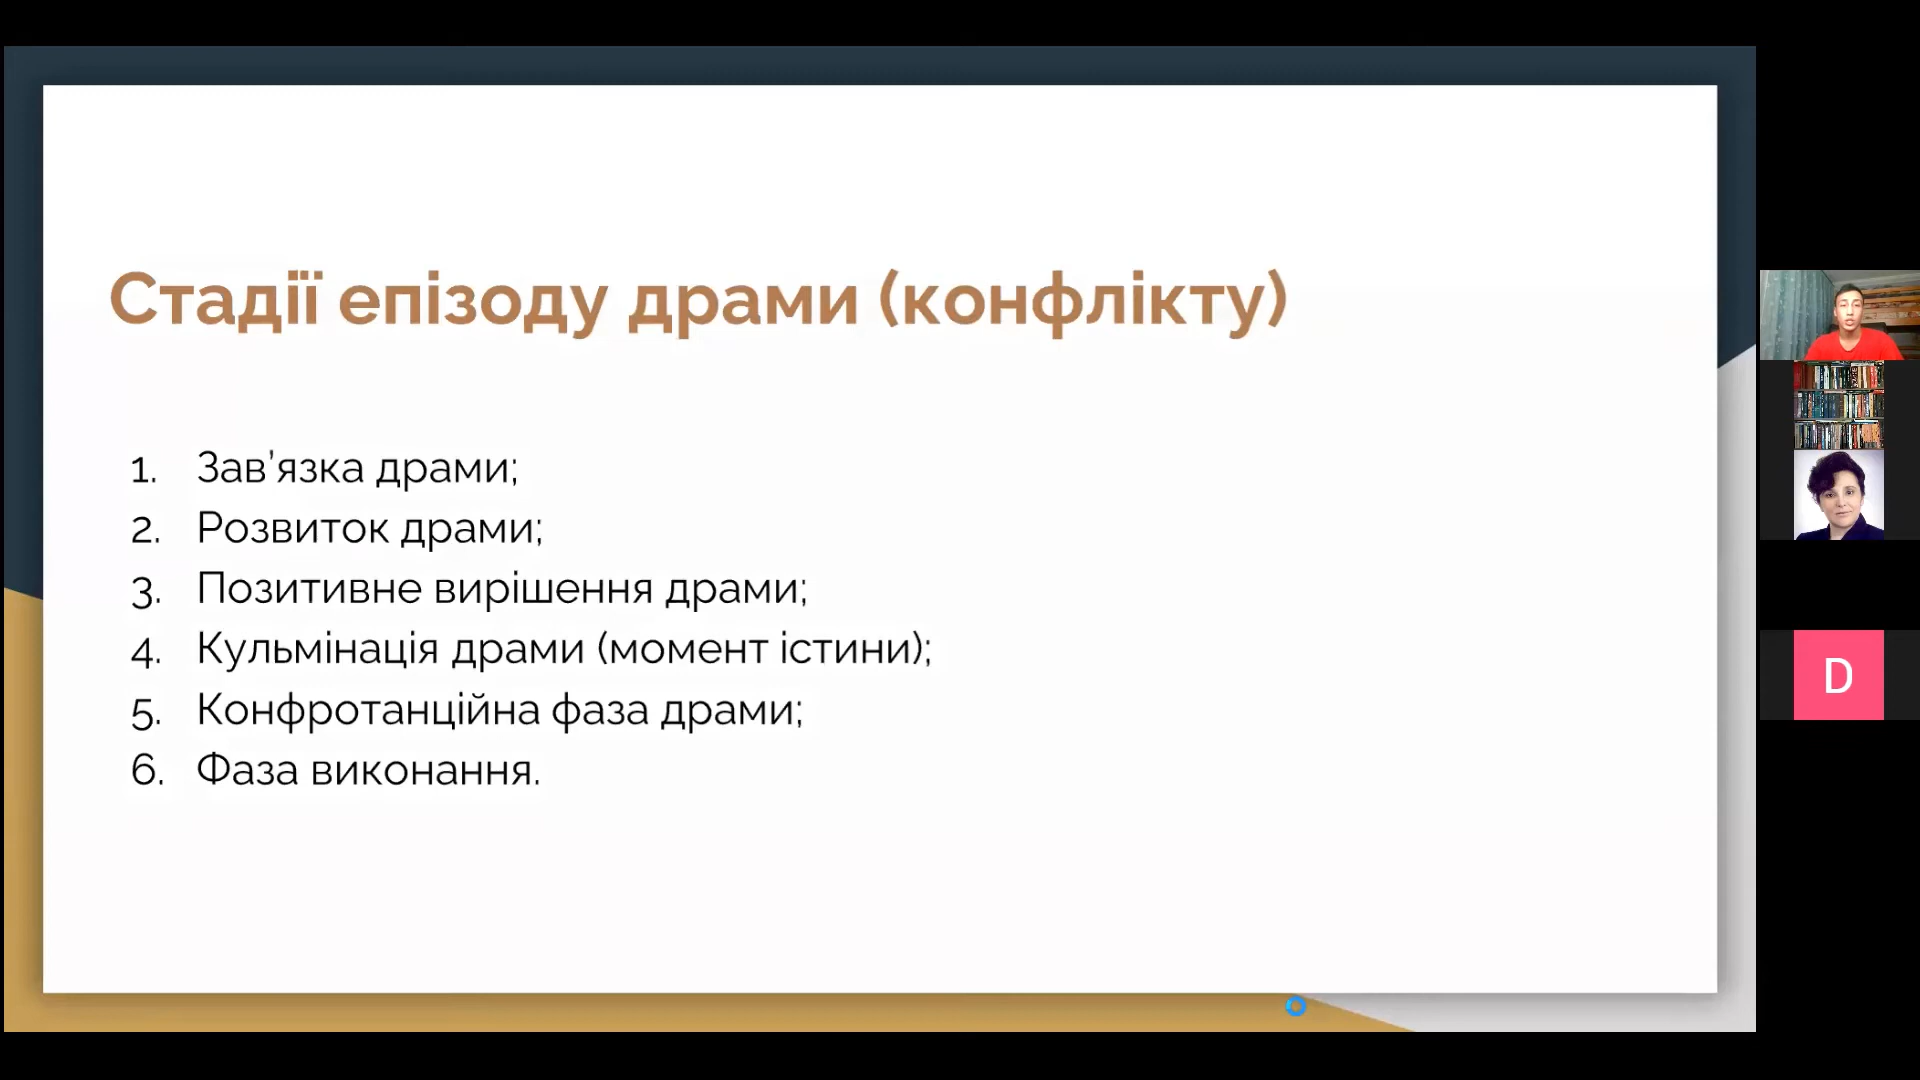 Стадії епізоду драми (конфлікту)
1. Зав’язка драми;
2. Розвиток драми;
3. Позитивне вирішення драми;
4. Кульмінація драми (момент істини);
5. Конфротанційна фаза драми;
6. Фаза виконання.
D